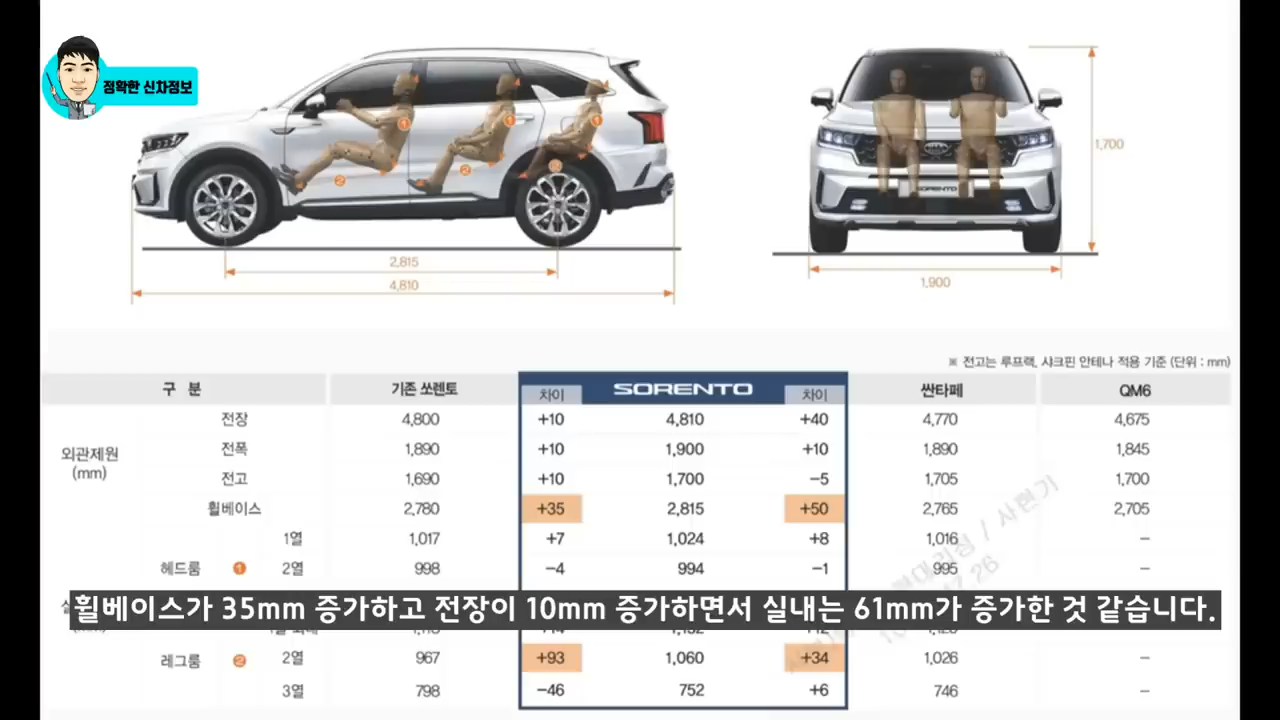 정확한 신차정보
SORENTO
1,700
2,815
4,810
1,900
※ 전고는 루프랙, 샤크핀 안테나 적용 기준 (단위 : mm)
구 분 기존 쏘렌토 차이 SORENTO 차이 싼타페 QM6
전장 4,800 +10 4,810 +40 4,770 4,675
외관제원 (mm)
전폭 1,890 +10 1,900 +10 1,890 1,845
전고 1,690 +10 1,700 -5 1,705 1,700
휠베이스 2,780 +35 2,815 +50 2,765 2,705
1열 1,017 +7 1,024 +8 1,016 -
헤드룸 1 2열 998 -4 994 -1 995 -
휠베이스가 35mm 증가하고 전장이 10mm 증가하면서 실내는 61mm가 증가한 것 같습니다.
레그룸 2 2열 967 +93 1,060 +34 1,026 -
3열 798 -46 752 +6 746 -